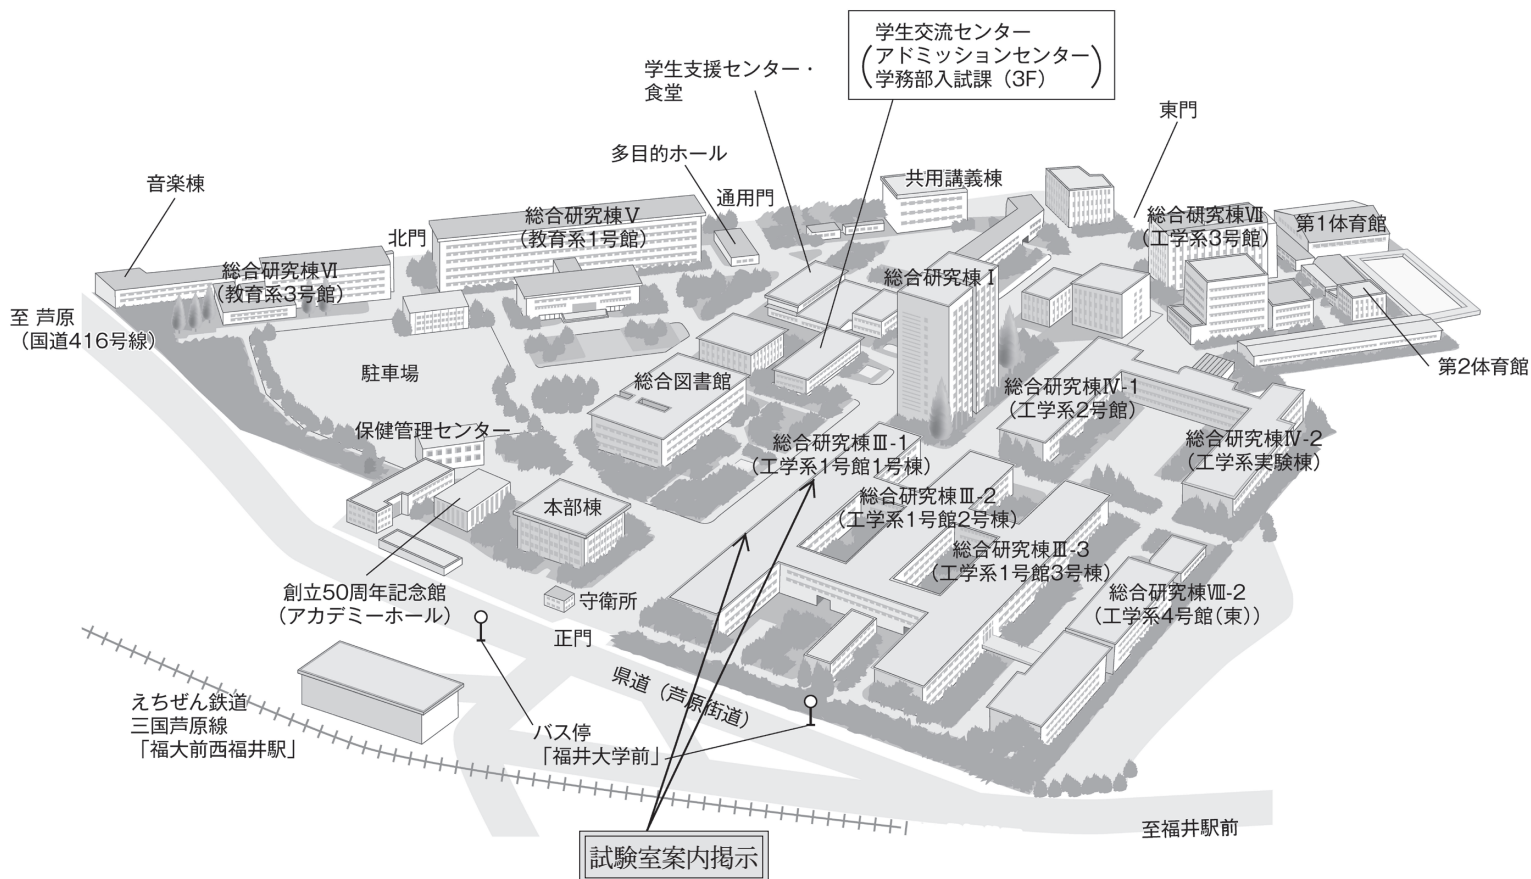 学生交流センター
アドミッションセンター
学務部入試課（3F）
学生支援センター・
食堂
東門
多目的ホール
音楽棟
通用門
共用講義棟
総合研究棟Ⅴ
（教育系1号館）
北門
総合研究棟Ⅶ
（工学系3号館）
第1体育館
総合研究棟Ⅵ
（教育系3号館）
総合研究棟Ⅰ
至 芦原
（国道416号線）
駐車場
総合図書館
総合研究棟Ⅳ-1
（工学系2号館）
第2体育館
保健管理センター
総合研究棟Ⅲ-1
（工学系1号館1号棟）
総合研究棟Ⅳ-2
（工学系実験棟）
本部棟
総合研究棟Ⅲ-2
（工学系1号館2号棟）
総合研究棟Ⅲ-3
（工学系1号館3号棟）
創立50周年記念館
（アカデミーホール）
守衛所
総合研究棟Ⅷ-2
（工学系4号館（東））
正門
県道（芦原街道）
えちぜん鉄道
三国芦原線
「福大前西福井駅」
バス停
「福井大学前」
至福井駅前
試験室案内掲示